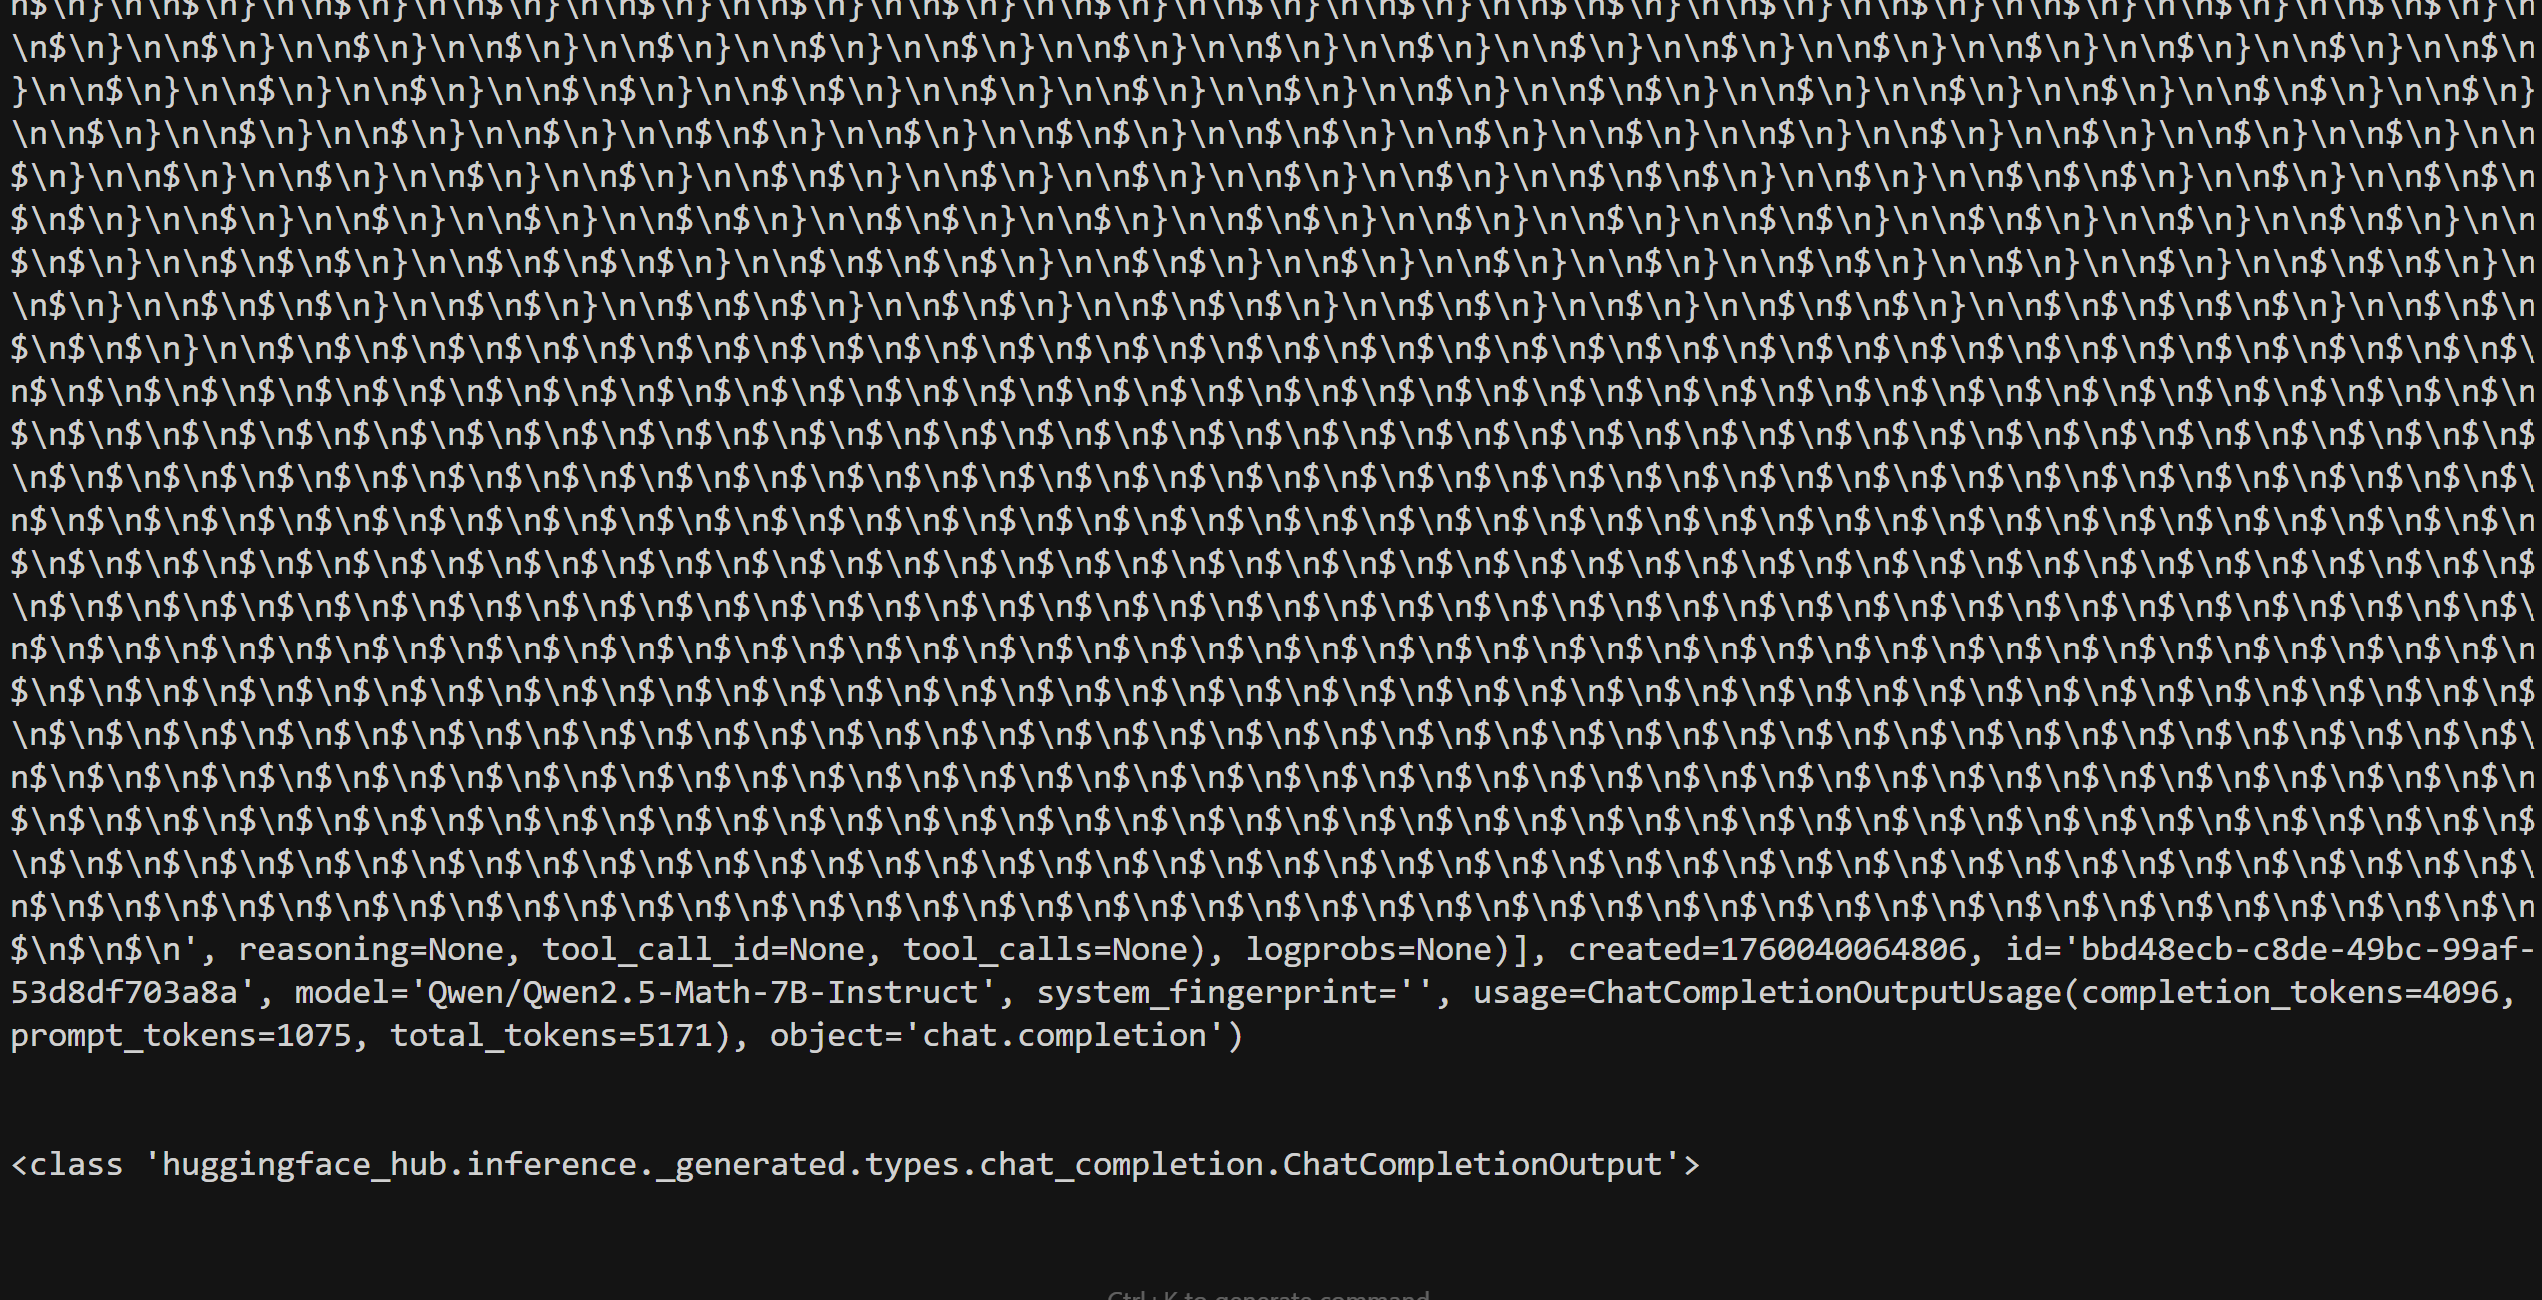 \n$\n}\n\n$\n}\n\n$\n}\n\n$\n}\n\n$\n}\n\n$\n}\n\n$\n}\n\n$\n}\n\n$\n}\n\n$\n}\n\n$\n}\n\n$\n}\n\n$\n}\n\n$\n}\n\n$\n}\n\n$\n}\n\n$\n
}\n\n$\n}\n\n$\n}\n\n$\n}\n\n$\n$\n}\n\n$\n$\n}\n\n$\n}\n\n$\n}\n\n$\n}\n\n$\n}\n\n$\n$\n}\n\n$\n}\n\n$\n}\n\n$\n}\n\n$\n$\n}\n\n$\n}
\n\n$\n}\n\n$\n}\n\n$\n}\n\n$\n}\n\n$\n$\n}\n\n$\n}\n\n$\n$\n}\n\n$\n$\n}\n\n$\n}\n\n$\n}\n\n$\n}\n\n$\n}\n\n$\n}\n\n$\n}\n\n$\n}\n\n
$\n}\n\n$\n}\n\n$\n}\n\n$\n}\n\n$\n}\n\n$\n$\n}\n\n$\n}\n\n$\n}\n\n$\n}\n\n$\n}\n\n$\n$\n$\n}\n\n$\n}\n\n$\n$\n$\n}\n\n$\n}\n\n$\n$\n
$\n$\n}\n\n$\n}\n\n$\n}\n\n$\n}\n\n$\n$\n}\n\n$\n$\n}\n\n$\n}\n\n$\n$\n}\n\n$\n}\n\n$\n}\n\n$\n$\n}\n\n$\n$\n}\n\n$\n}\n\n$\n$\n}\n\n
$\n$\n}\n\n$\n$\n$\n}\n\n$\n$\n$\n$\n}\n\n$\n$\n$\n$\n}\n\n$\n$\n}\n\n$\n}\n\n$\n}\n\n$\n}\n\n$\n$\n}\n\n$\n}\n\n$\n}\n\n$\n$\n$\n}\n
\n$\n}\n\n$\n$\n$\n}\n\n$\n$\n}\n\n$\n$\n$\n}\n\n$\n$\n}\n\n$\n$\n$\n}\n\n$\n$\n}\n\n$\n}\n\n$\n$\n$\n}\n\n$\n$\n$\n$\n$\n}\n\n$\n$\n
$\n$\n$\n}\n\n$\n$\n$\n$\n$\n$\n$\n$\n$\n$\n$\n$\n$\n$\n$\n$\n$\n$\n$\n$\n$\n$\n$\n$\n$\n$\n$\n$\n$\n$\n$\n$\n$\n$\n$\n$\n$\n$\n$\n$\
n$\n$\n$\n$\n$\n$\n$\n$\n$\n$\n$\n$\n$\n$\n$\n$\n$\n$\n$\n$\n$\n$\n$\n$\n$\n$\n$\n$\n$\n$\n$\n$\n$\n$\n$\n$\n$\n$\n$\n$\n$\n$\n$\n$\n
$\n$\n$\n$\n$\n$\n$\n$\n$\n$\n$\n$\n$\n$\n$\n$\n$\n$\n$\n$\n$\n$\n$\n$\n$\n$\n$\n$\n$\n$\n$\n$\n$\n$\n$\n$\n$\n$\n$\n$\n$\n$\n$\n$\n$
\n$\n$\n$\n$\n$\n$\n$\n$\n$\n$\n$\n$\n$\n$\n$\n$\n$\n$\n$\n$\n$\n$\n$\n$\n$\n$\n$\n$\n$\n$\n$\n$\n$\n$\n$\n$\n$\n$\n$\n$\n$\n$\n$\n$\
n$\n$\n$\n$\n$\n$\n$\n$\n$\n$\n$\n$\n$\n$\n$\n$\n$\n$\n$\n$\n$\n$\n$\n$\n$\n$\n$\n$\n$\n$\n$\n$\n$\n$\n$\n$\n$\n$\n$\n$\n$\n$\n$\n$\n
$\n$\n$\n$\n$\n$\n$\n$\n$\n$\n$\n$\n$\n$\n$\n$\n$\n$\n$\n$\n$\n$\n$\n$\n$\n$\n$\n$\n$\n$\n$\n$\n$\n$\n$\n$\n$\n$\n$\n$\n$\n$\n$\n$\n$
\n$\n$\n$\n$\n$\n$\n$\n$\n$\n$\n$\n$\n$\n$\n$\n$\n$\n$\n$\n$\n$\n$\n$\n$\n$\n$\n$\n$\n$\n$\n$\n$\n$\n$\n$\n$\n$\n$\n$\n$\n$\n$\n$\n$\
n$\n$\n$\n$\n$\n$\n$\n$\n$\n$\n$\n$\n$\n$\n$\n$\n$\n$\n$\n$\n$\n$\n$\n$\n$\n$\n$\n$\n$\n$\n$\n$\n$\n$\n$\n$\n$\n$\n$\n$\n$\n$\n$\n$\n
$\n$\n$\n$\n$\n$\n$\n$\n$\n$\n$\n$\n$\n$\n$\n$\n$\n$\n$\n$\n$\n$\n$\n$\n$\n$\n$\n$\n$\n$\n$\n$\n$\n$\n$\n$\n$\n$\n$\n$\n$\n$\n$\n$\n$
\n$\n$\n$\n$\n$\n$\n$\n$\n$\n$\n$\n$\n$\n$\n$\n$\n$\n$\n$\n$\n$\n$\n$\n$\n$\n$\n$\n$\n$\n$\n$\n$\n$\n$\n$\n$\n$\n$\n$\n$\n$\n$\n$\n$\
n$\n$\n$\n$\n$\n$\n$\n$\n$\n$\n$\n$\n$\n$\n$\n$\n$\n$\n$\n$\n$\n$\n$\n$\n$\n$\n$\n$\n$\n$\n$\n$\n$\n$\n$\n$\n$\n$\n$\n$\n$\n$\n$\n$\n
$\n$\n$\n$\n$\n$\n$\n$\n$\n$\n$\n$\n$\n$\n$\n$\n$\n$\n$\n$\n$\n$\n$\n$\n$\n$\n$\n$\n$\n$\n$\n$\n$\n$\n$\n$\n$\n$\n$\n$\n$\n$\n$\n$\n$
\n$\n$\n$\n$\n$\n$\n$\n$\n$\n$\n$\n$\n$\n$\n$\n$\n$\n$\n$\n$\n$\n$\n$\n$\n$\n$\n$\n$\n$\n$\n$\n$\n$\n$\n$\n$\n$\n$\n$\n$\n$\n$\n$\n$\
n$\n$\n$\n$\n$\n$\n$\n$\n$\n$\n$\n$\n$\n$\n$\n$\n$\n$\n$\n$\n$\n$\n$\n$\n$\n$\n$\n$\n$\n$\n$\n$\n$\n$\n$\n$\n$\n$\n$\n$\n$\n$\n$\n$\n
$\n$\n$\n', reasoning=None, tool_call_id=None, tool_calls=None), logprobs=None)], created=1760040064806, id='bbd48ecb-c8de-49bc-99af-
53d8df703a8a', model='Qwen/Qwen2.5-Math-7B-Instruct', system_fingerprint='', usage=ChatCompletionOutputUsage(completion_tokens=4096,
prompt_tokens=1075, total_tokens=5171), object='chat.completion')
<class 'huggingface_hub.inference._generated.types.chat_completion.ChatCompletionOutput'>
Ctrl+K to generate command